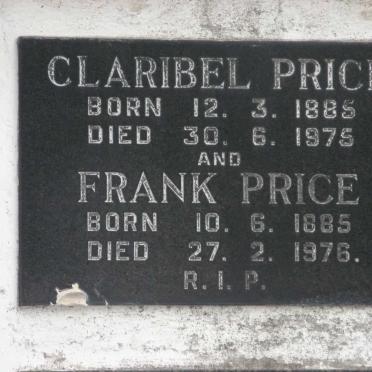 CLARIBEL PRICE
BORN 12. 3. 1885
DIED 30. 6. 1975
AND
FRANK PRICE
BORN 10. 6. 1885
DIED 27. 2. 1976.
R. I. P.